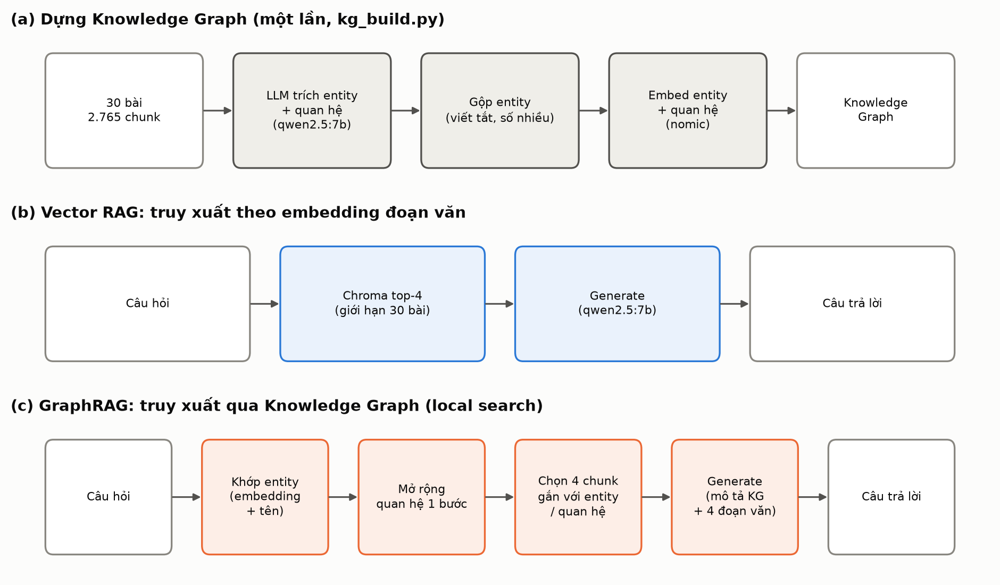 (a) Dựng Knowledge Graph (một lần, kg_build.py)
30 bài
2.765 chunk
LLM trích entity
+ quan hệ
(qwen2.5:7b)
Gộp entity
(viết tắt, số nhiều)
Embed entity
+ quan hệ
(nomic)
Knowledge
Graph
(b) Vector RAG: truy xuất theo embedding đoạn văn
Câu hỏi
Chroma top-4
(giới hạn 30 bài)
Generate
(qwen2.5:7b)
Câu trả lời
(c) GraphRAG: truy xuất qua Knowledge Graph (local search)
Câu hỏi
Khớp entity
(embedding
+ tên)
Mở rộng
quan hệ 1 bước
Chọn 4 chunk
gắn với entity
/ quan hệ
Generate
(mô tả KG
+ 4 đoạn văn)
Câu trả lời